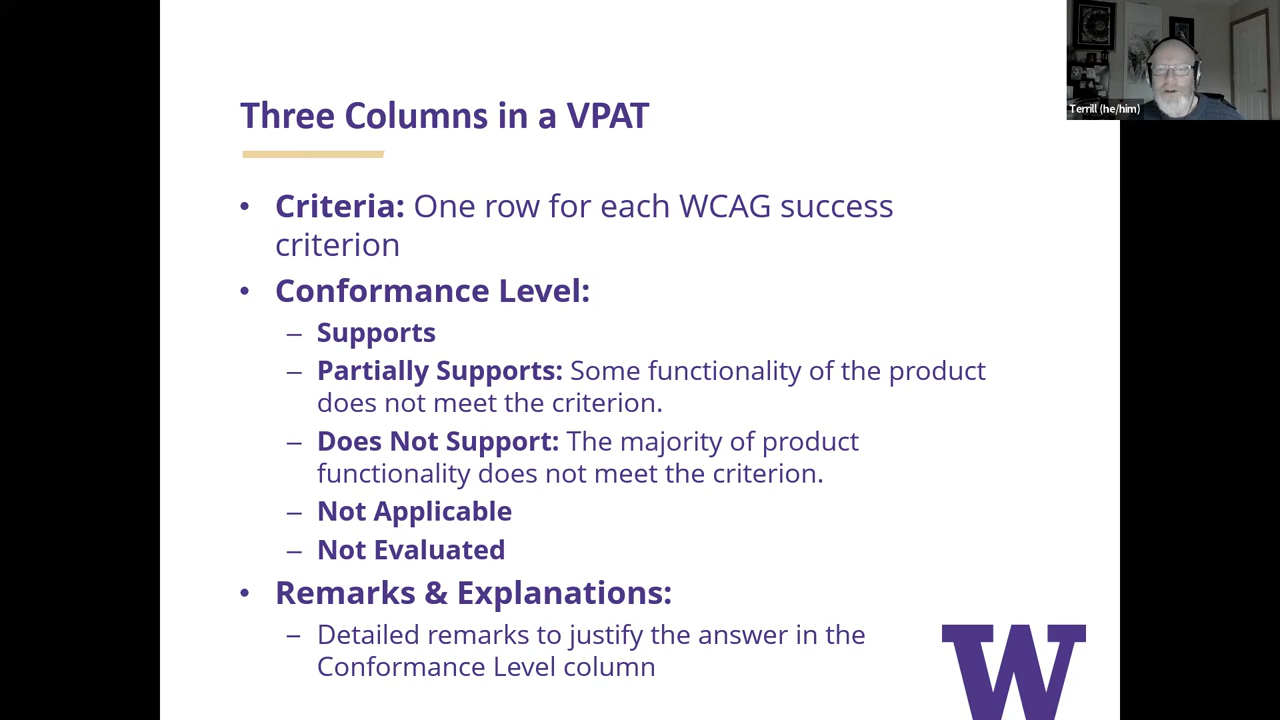 Three Columns in a VPAT
Terrill (he/him)
• Criteria: One row for each WCAG success
criterion
• Conformance Level:
– Supports
– Partially Supports: Some functionality of the product
does not meet the criterion.
– Does Not Support: The majority of product
functionality does not meet the criterion.
– Not Applicable
– Not Evaluated
• Remarks & Explanations:
– Detailed remarks to justify the answer in the
Conformance Level column
W